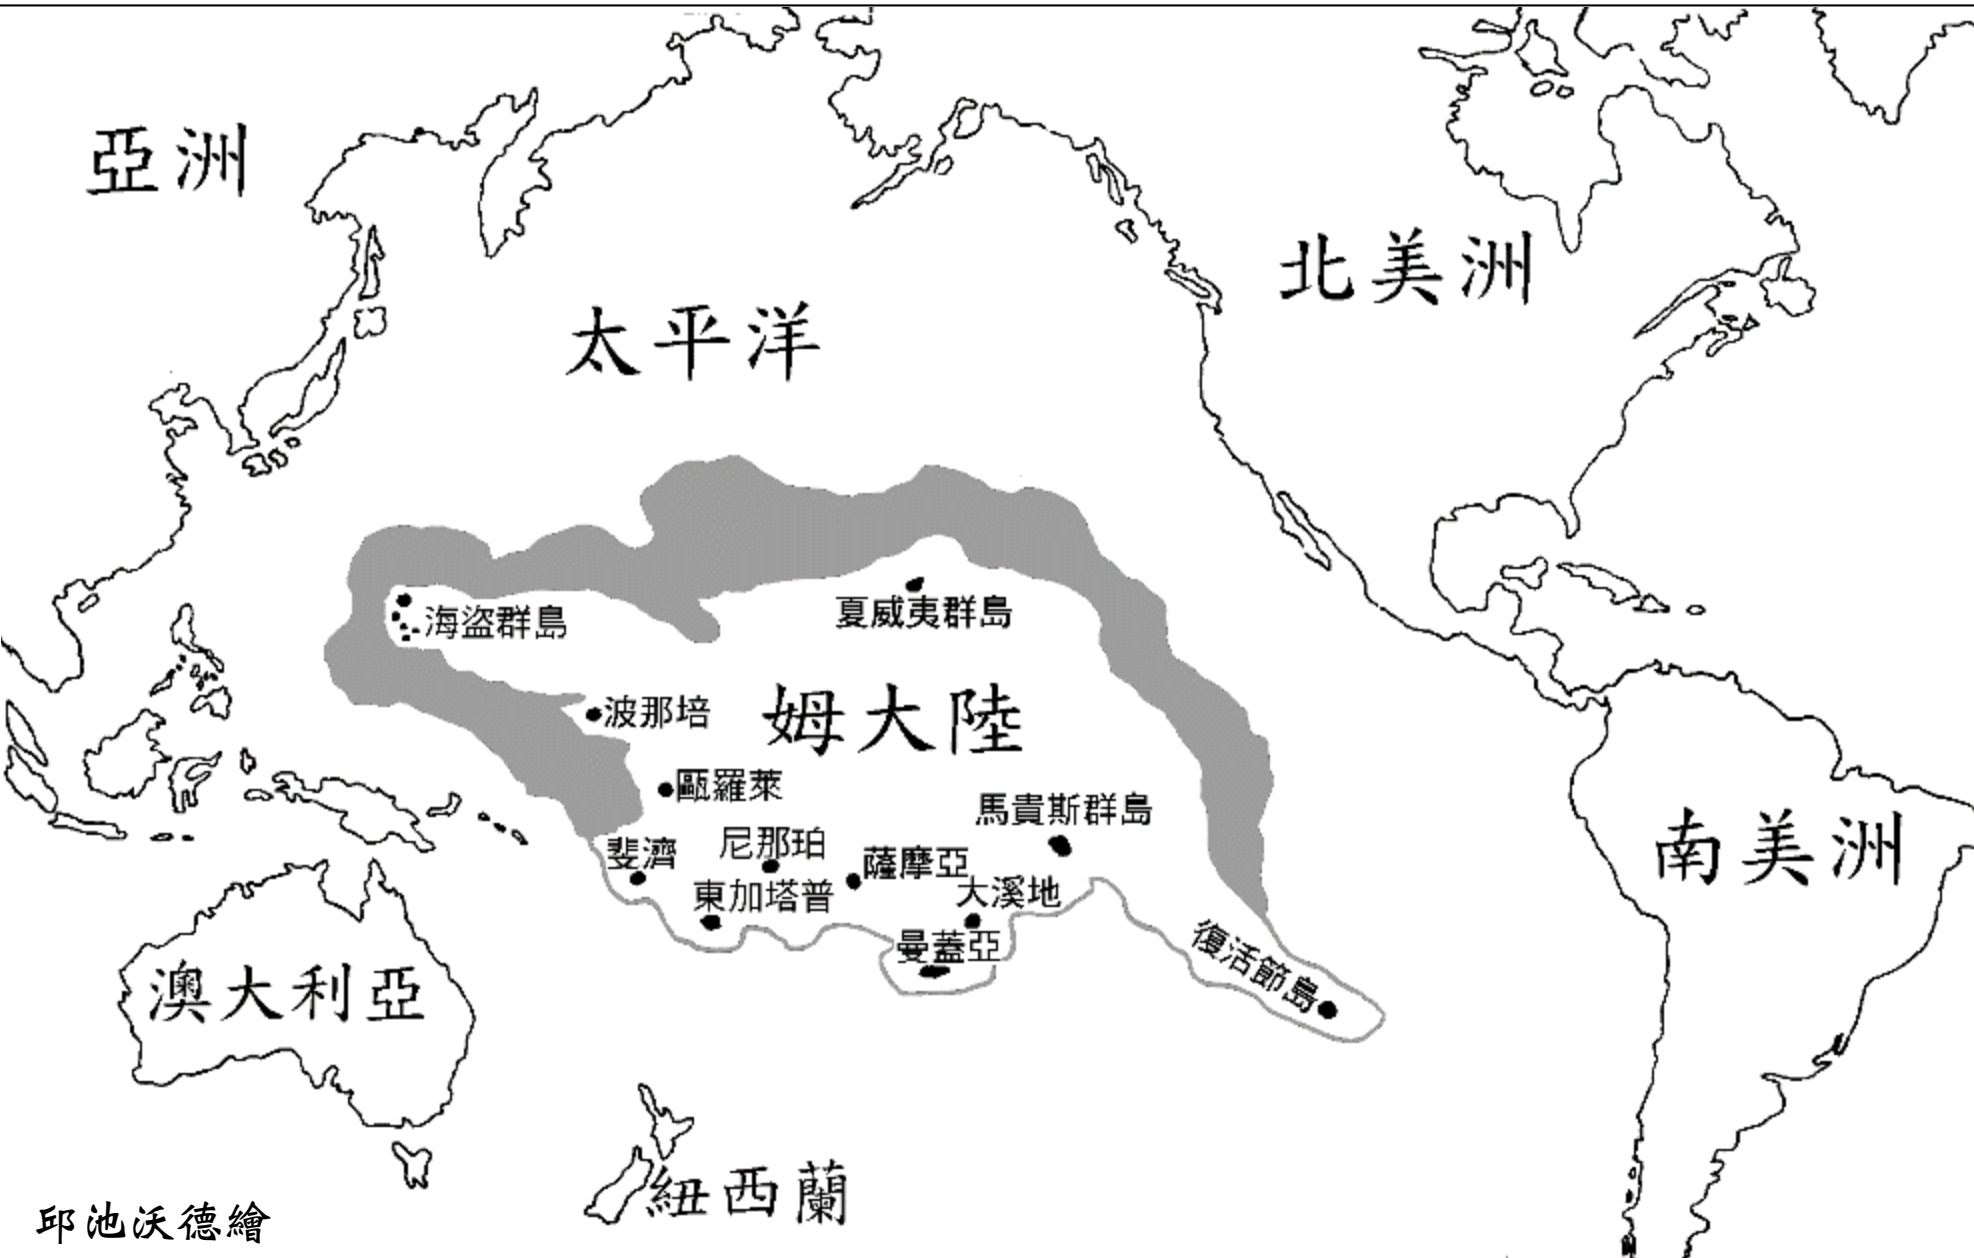 亞洲
北美洲
太平洋
海盜群島
夏威夷群島
波那培
姆大陸
甌羅萊
馬貴斯群島
斐濟
尼那珀
薩摩亞
東加塔普
大溪地
曼蓋亞
復活節島
南美洲
澳大利亞
紐西蘭
邱池沃德繪